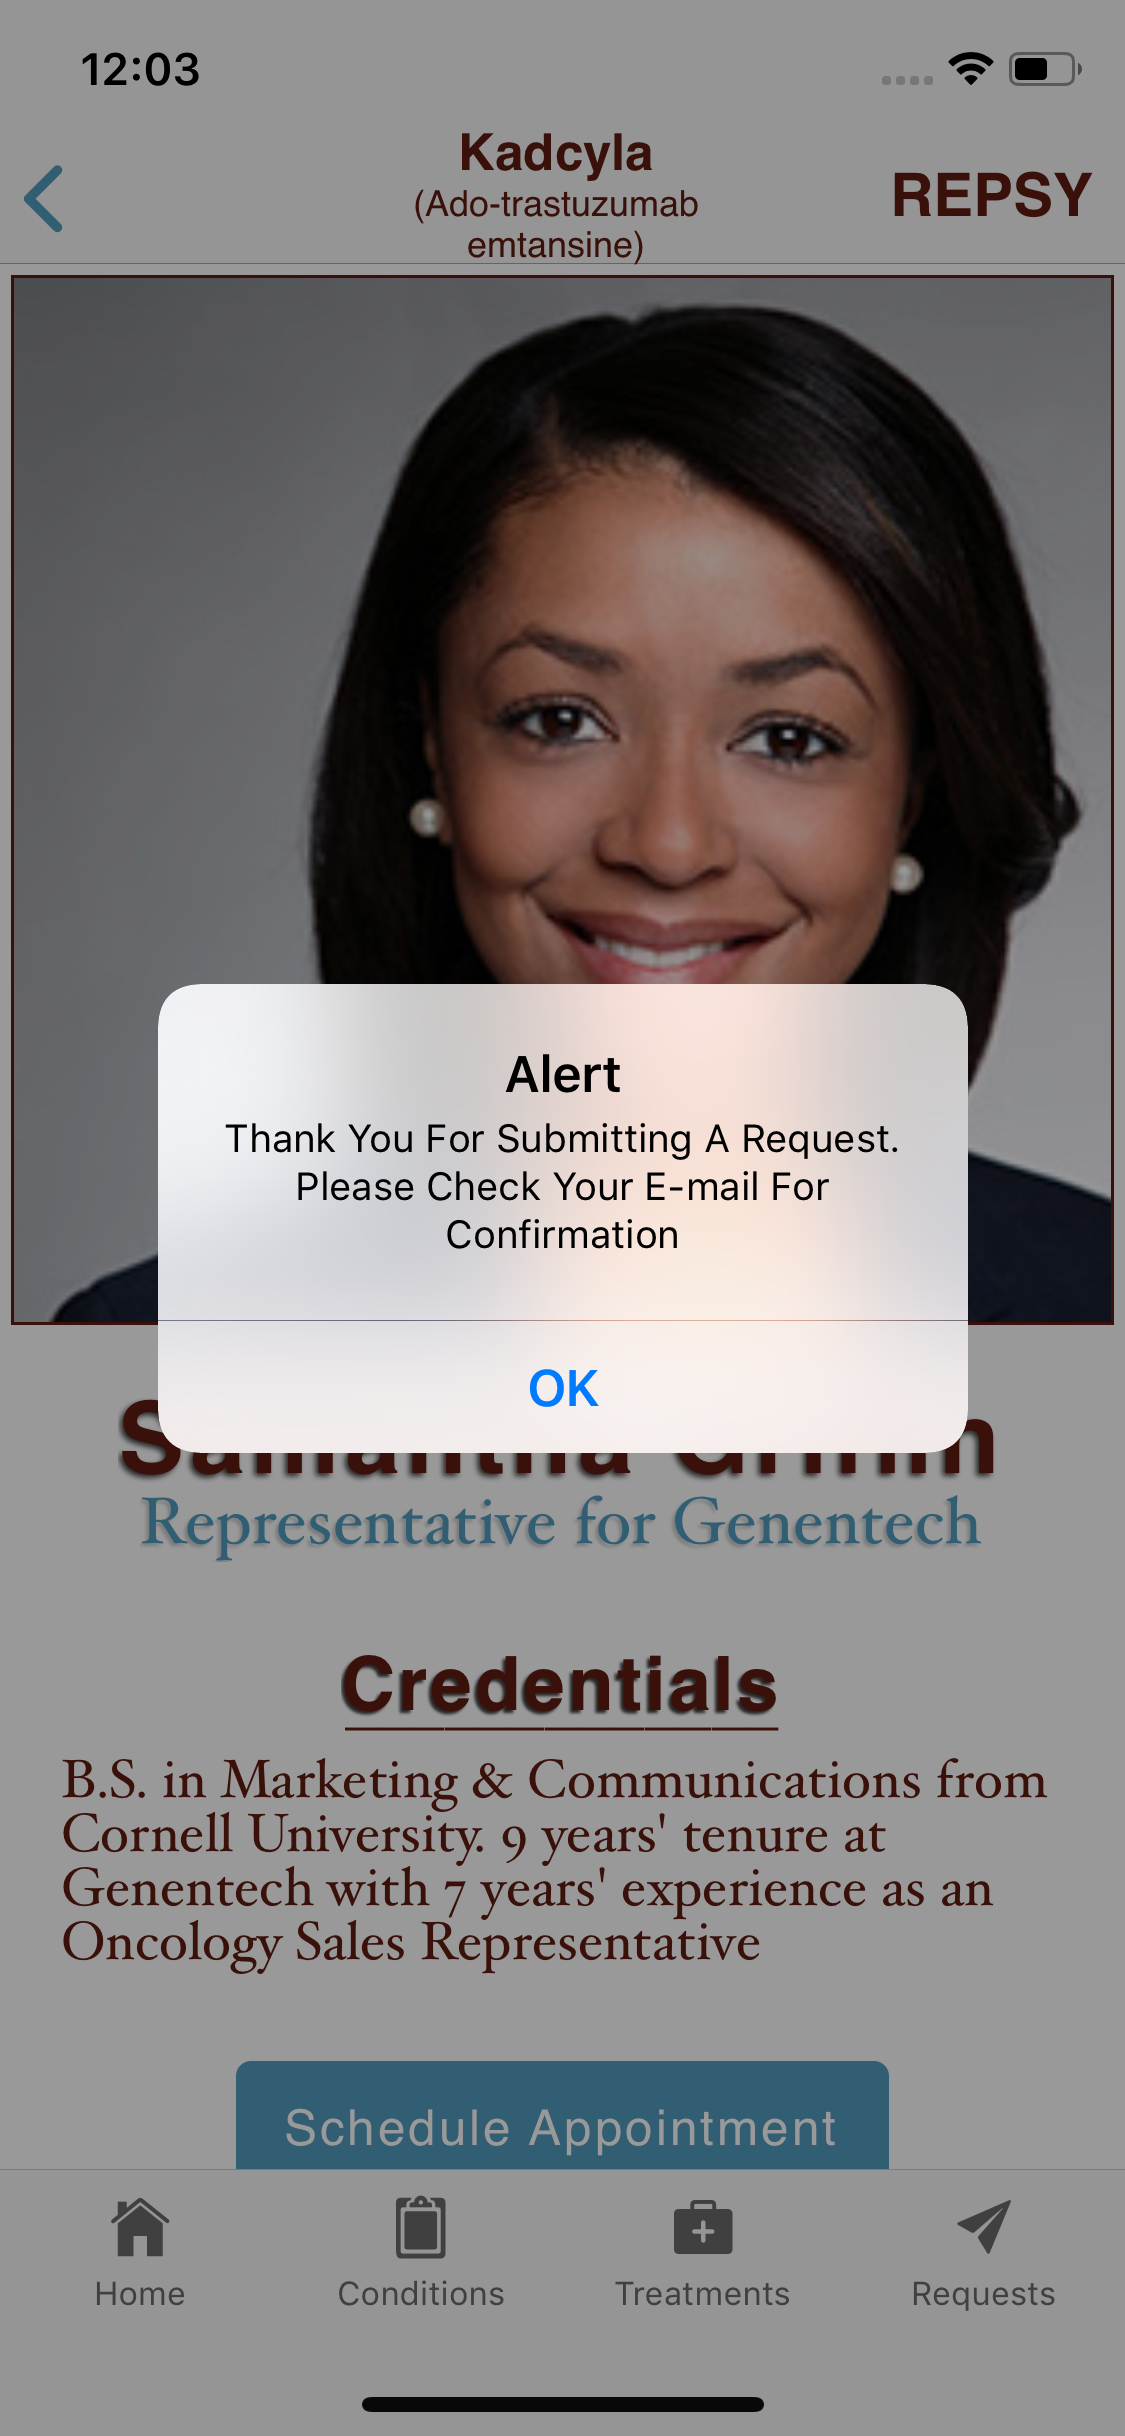 12:03
Kadcyla
(Ado-trastuzumab
emtansine)
REPSY
Alert
Thank You For Submitting A Request.
Please Check Your E-mail For
Confirmation
OK
Samantha
Representative for Genentech
Credentials
B.S. in Marketing & Communications from
Cornell University. 9 years' tenure at
Genentech with 7 years' experience as an
Oncology Sales Representative
Schedule Appointment
Home
Conditions
Treatments
Requests